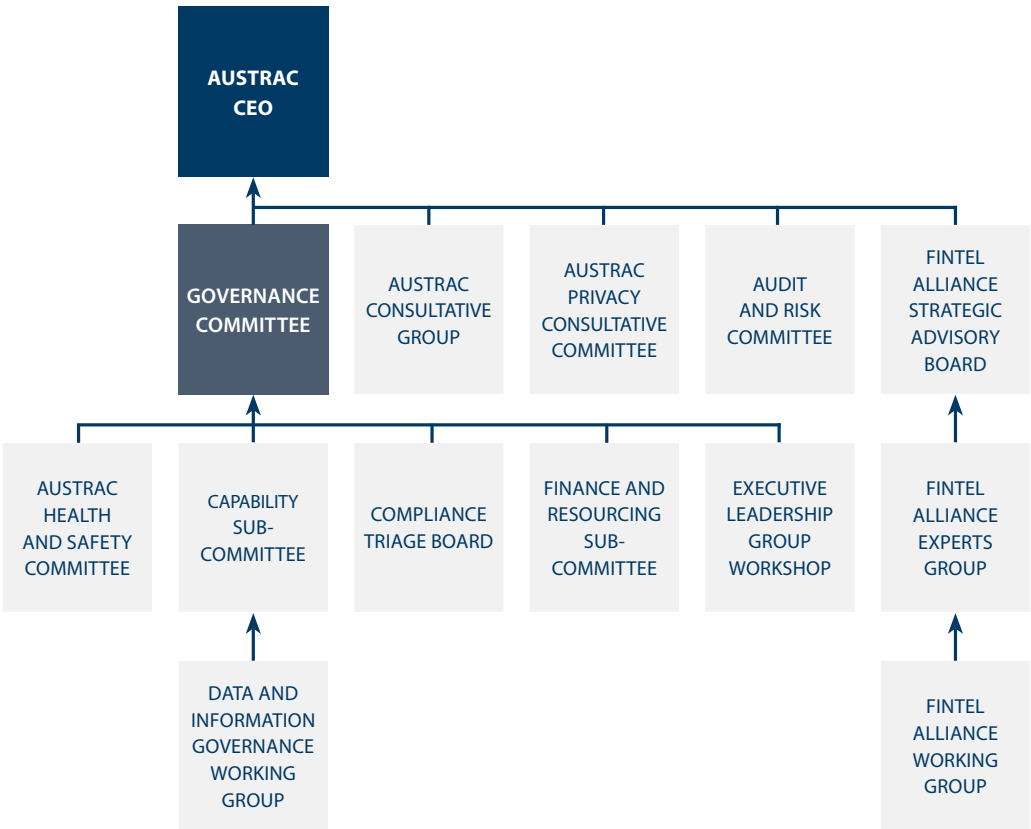 AUSTRAC
CEO
GOVERNANCE
COMMITTEE
AUSTRAC
CONSULTATIVE
GROUP
AUSTRAC
PRIVACY
CONSULTATIVE
COMMITTEE
AUDIT
AND RISK
COMMITTEE
FINTEL
ALLIANCE
STRATEGIC
ADVISORY
BOARD
AUSTRAC
HEALTH
AND SAFETY
COMMITTEE
CAPABILITY
SUB-
COMMITTEE
COMPLIANCE
TRIAGE BOARD
FINANCE AND
RESOURCING
SUB-
COMMITTEE
EXECUTIVE
LEADERSHIP
GROUP
WORKSHOP
FINTEL
ALLIANCE
EXPERTS
GROUP
DATA AND
INFORMATION
GOVERNANCE
WORKING
GROUP
FINTEL
ALLIANCE
WORKING
GROUP